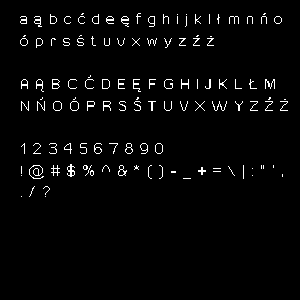 a ą b c ć d e ę f g h i j k l ł m n ń o
ó p r s ś t u v x w y z ź ż
A Ą B C Ć D E Ę F G H I J K L Ł M
N Ń O Ó P R S Ś T U V X W Y Z Ź Ż
1 2 3 4 5 6 7 8 9 0
! @ # $ % ^ & * ( ) - _ + = \ | : " ' ,
. / ?